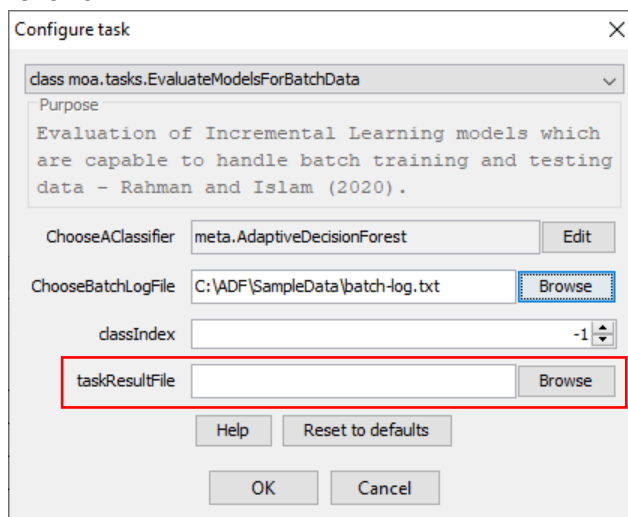 Configure task
class moa.tasks.EvaluateModelsForBatchData
Purpose
Evaluation of Incremental Learning models which
are capable to handle batch training and testing
data - Rahman and Islam (2020).
ChooseAClassifier meta.AdaptiveDecisionForest Edit
ChooseBatchLogFile C:\ADF\SampleData\batch-log.txt Browse
classIndex -1
taskResultFile Browse
Help Reset to defaults
OK Cancel